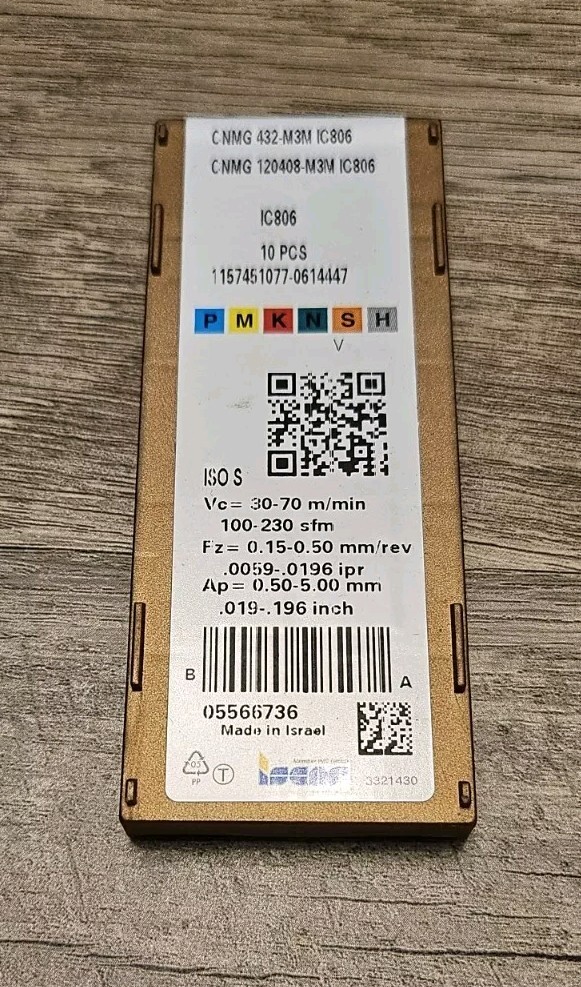 CNMG 432-M3M IC806
CNMG 120408-M3M IC806
IC806
10 PCS
1157451077-0614447
P M K N S H
V
ISO S
Vc= 30-70 m/min
100-230 sfm
Fz= 0.15-0.50 mm/rev
.0059-.0196 ipr
Ap= 0.50-5.00 mm
.019-.196 inch
B A
05566736
Made in Israel
05
PP
T
iscar
3321430